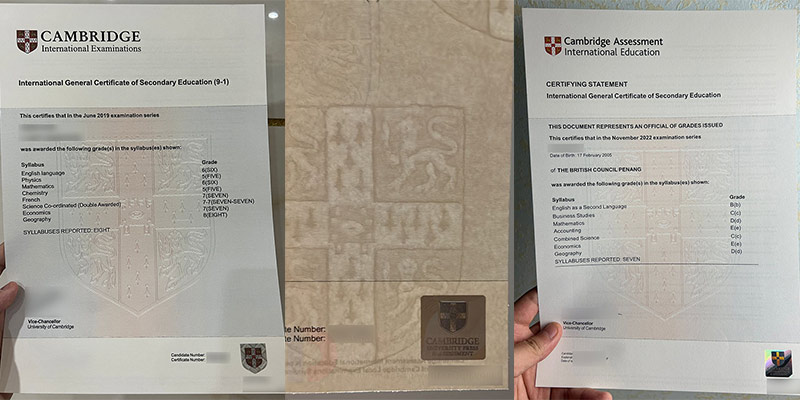 CAMBRIDGE
International Examinations
International General Certificate of Secondary Education (9-1)
This certifies that in the June 2019 examination series
was awarded the following grade(s) in the syllabus(es) shown:
Syllabus Grade
English language 6(SIX)
Physics 5(FIVE)
Mathematics 6(SIX)
Chemistry 5(FIVE)
French 7(SEVEN)
Science Co-ordinated (Double Awarded) 7-7(SEVEN-SEVEN)
Economics 7(SEVEN)
Geography 8(EIGHT)
SYLLABUSES REPORTED: EIGHT
Vice-Chancellor
University of Cambridge
Candidate Number:
Certificate Number:
ate Number:
ate Number:
CAMBRIDGE
UNIVERSITY PRESS
& ASSESSMENT
Cambridge Assessment
International Education
CERTIFYING STATEMENT
International General Certificate of Secondary Education
THIS DOCUMENT REPRESENTS AN OFFICIAL OF GRADES ISSUED
This certifies that in the November 2022 examination series
Date of Birth: 17 February 2005
of THE BRITISH COUNCIL PENANG
was awarded the following grade(s) in the syllabus(es) shown:
Syllabus Grade
English as a Second Language B(b)
Business Studies C(c)
Mathematics D(d)
Accounting E(e)
Combined Science C(c)
Economics E(e)
Geography D(d)
SYLLABUSES REPORTED: SEVEN
Vice-Chancellor
University of Cambridge